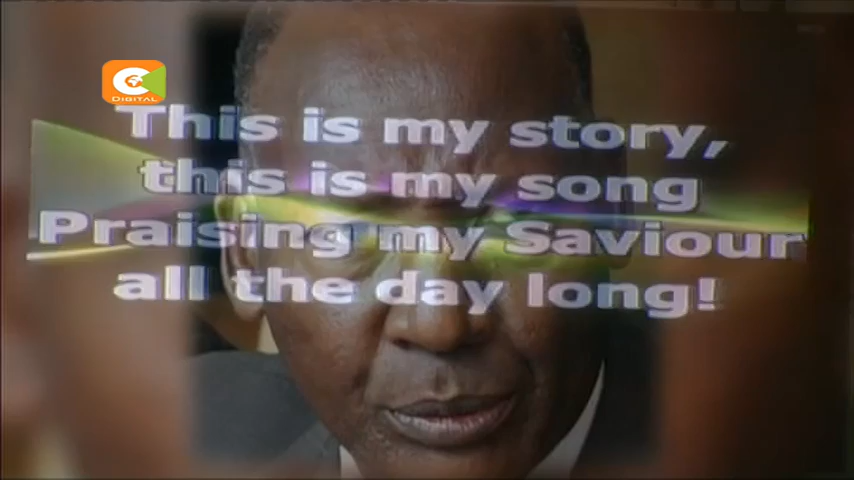 C
DIGITAL
This is my story,
this is my song
Praising my Saviour
all the day long!